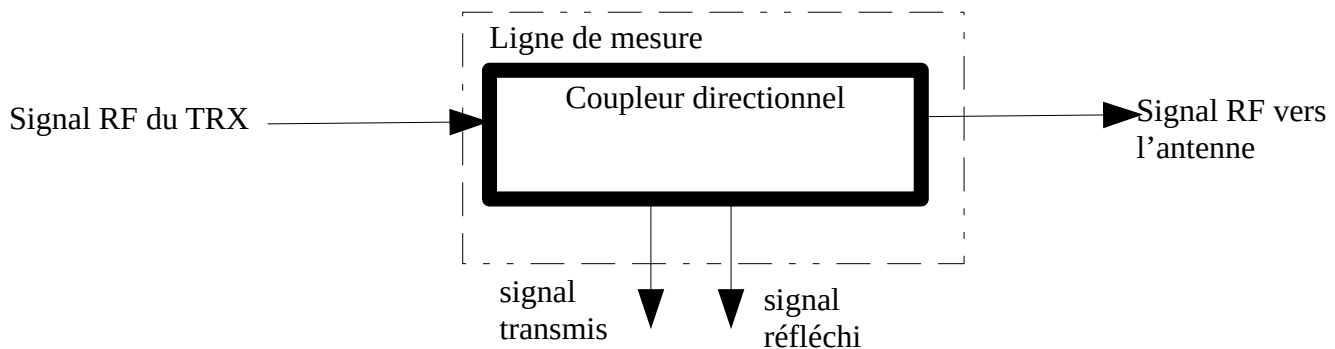 Ligne de mesure
Coupleur directionnel
Signal RF du TRX
Signal RF vers
l’antenne
signal
transmis
signal
réfléchi